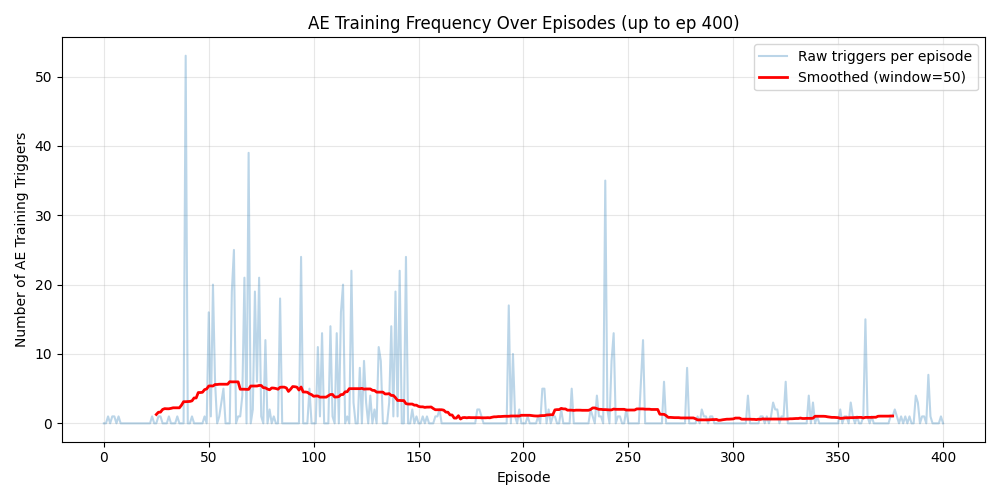 AE Training Frequency Over Episodes (up to ep 400)
Raw triggers per episode
Smoothed (window=50)
Number of AE Training Triggers
50
40
30
20
10
0
0 50 100 150 200 250 300 350 400
Episode